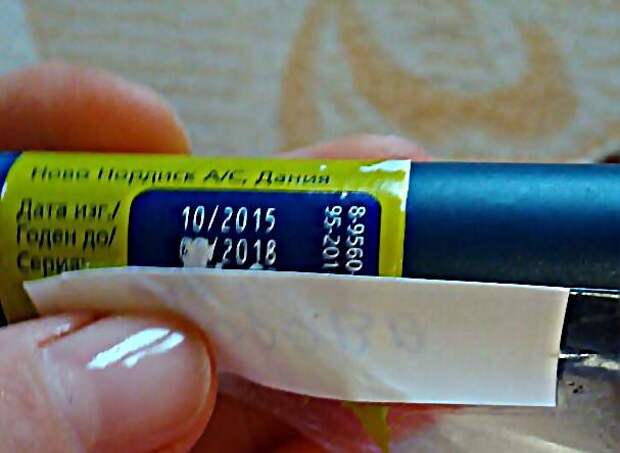 Ново Нордиск А/С, Дания
Дата изг./ 10/2015
Годен до/ /2018
Серия:
8-9560-
95-201